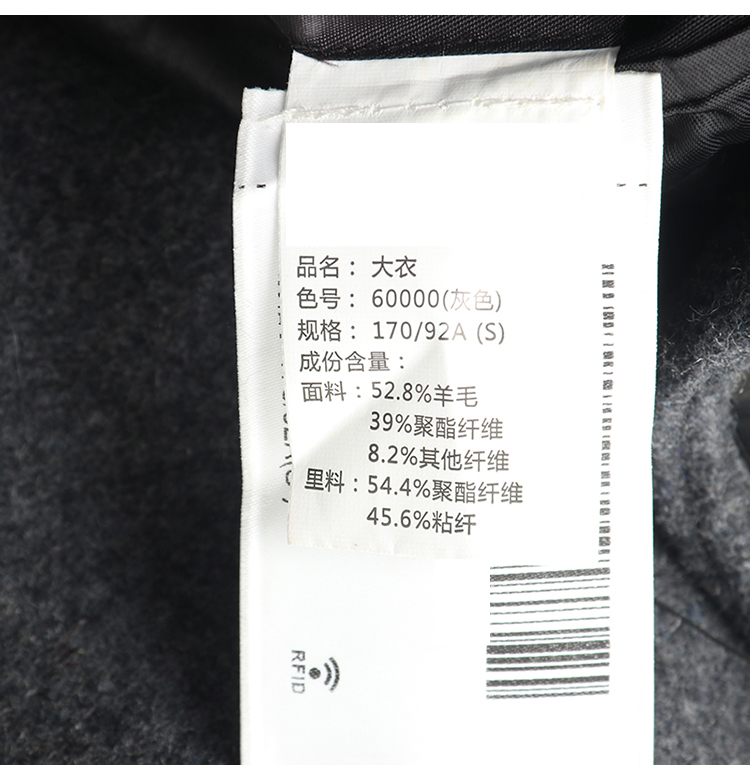 品名： 大衣
色号： 60000(灰色)
规格： 170/92A (S)
成份含量：
面料：52.8%羊毛
39%聚酯纤维
8.2%其他纤维
里料：54.4%聚酯纤维
45.6%粘纤
RFID